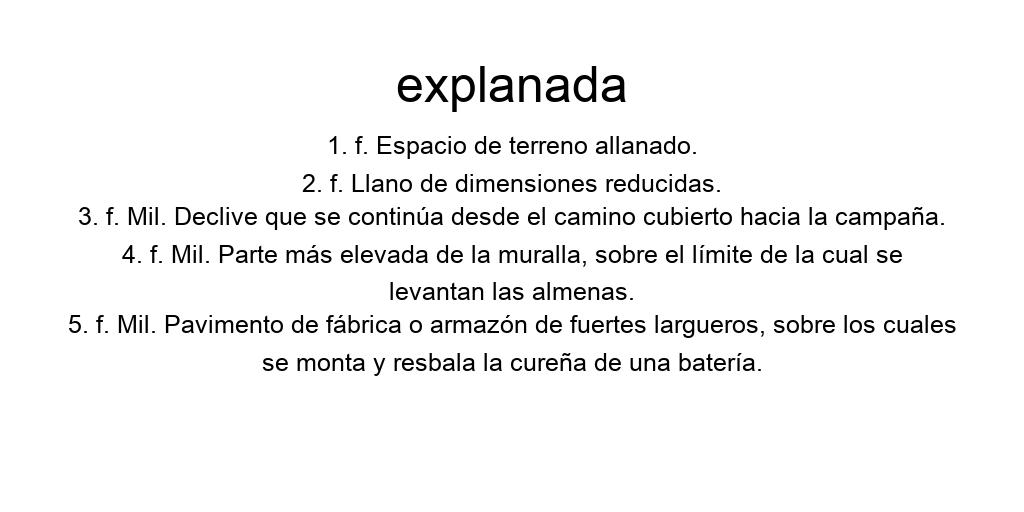 explanada
1. f. Espacio de terreno allanado.
2. f. Llano de dimensiones reducidas.
3. f. Mil. Declive que se continúa desde el camino cubierto hacia la campaña.
4. f. Mil. Parte más elevada de la muralla, sobre el límite de la cual se
levantan las almenas.
5. f. Mil. Pavimento de fábrica o armazón de fuertes largueros, sobre los cuales
se monta y resbala la cureña de una batería.